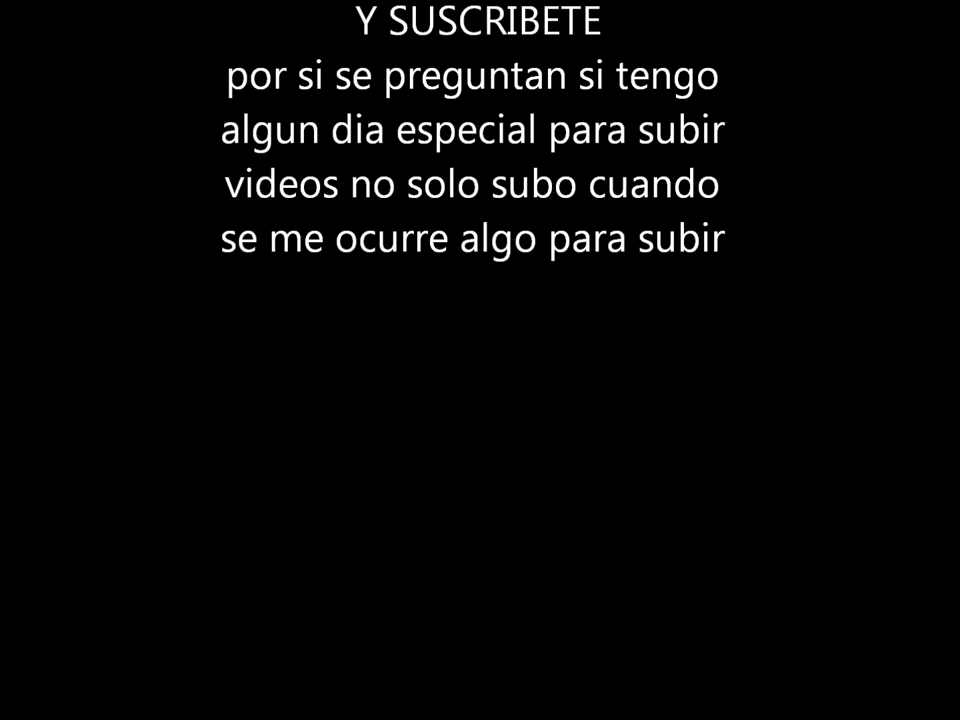 Y SUSCRIBETE
por si se preguntan si tengo
algun dia especial para subir
videos no solo subo cuando
se me ocurre algo para subir